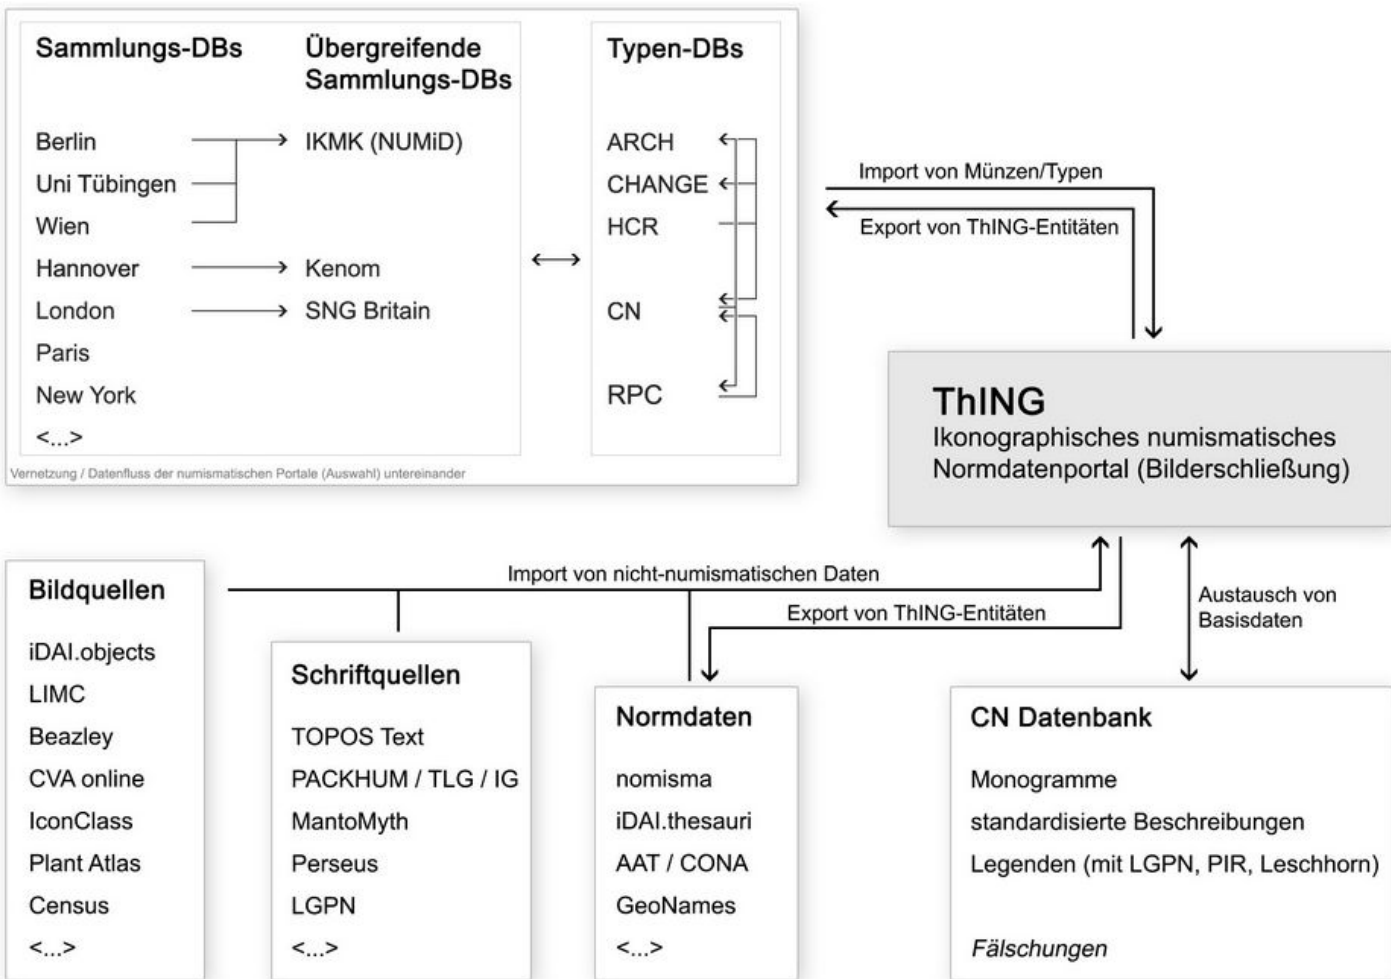 Sammlungs-DBs
Übergreifende
Sammlungs-DBs
Berlin
IKMK (NUMiD)
Uni Tübingen
Wien
Hannover
Kenom
London
SNG Britain
Paris
New York
<...>
Typen-DBs
ARCH
CHANGE
HCR
CN
RPC
Vernetzung / Datenfluss der numismatischen Portale (Auswahl) untereinander
Import von Münzen/Typen
Export von ThING-Entitäten
ThING
Ikonographisches numismatisches
Normdatenportal (Bilderschließung)
Import von nicht-numismatischen Daten
Export von ThING-Entitäten
Austausch von
Basisdaten
Bildquellen
iDAI.objects
LIMC
Beazley
CVA online
IconClass
Plant Atlas
Census
<...>
Schriftquellen
TOPOS Text
PACKHUM / TLG / IG
MantoMyth
Perseus
LGPN
<...>
Normdaten
nomisma
iDAI.thesauri
AAT / CONA
GeoNames
<...>
CN Datenbank
Monogramme
standardisierte Beschreibungen
Legenden (mit LGPN, PIR, Leschhorn)
Fälschungen